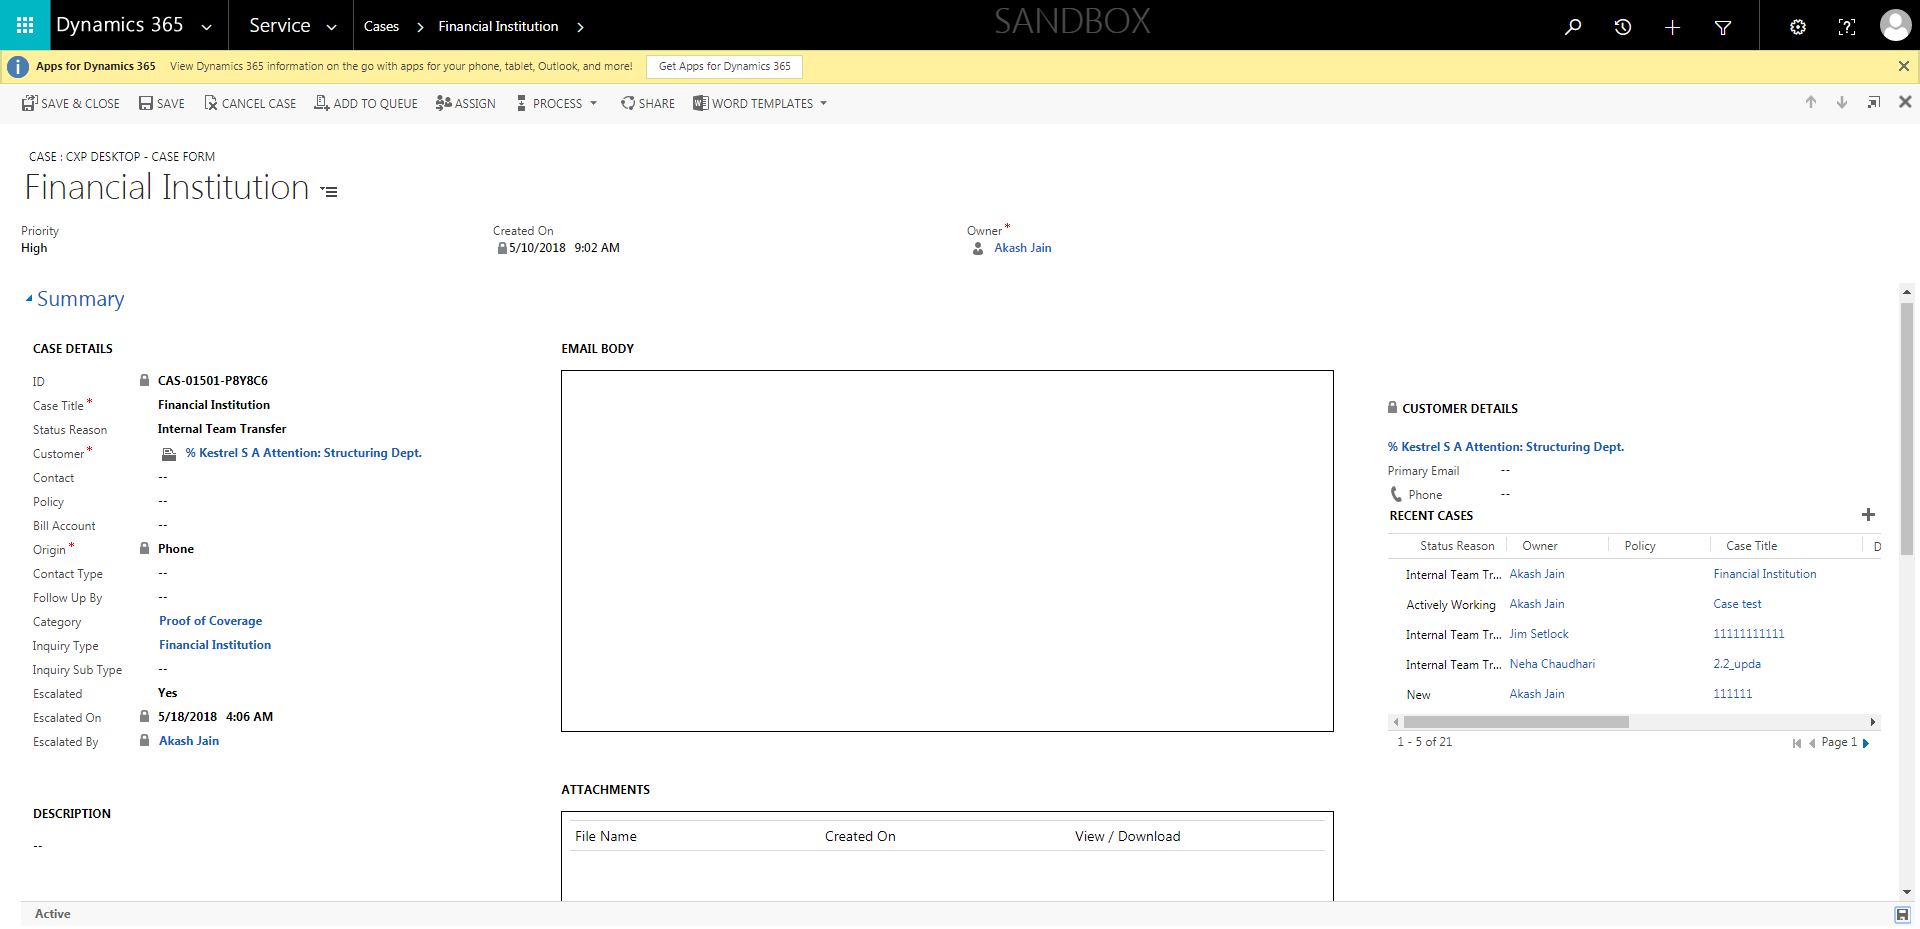 Dynamics 365 Service Cases Financial Institution SANDBOX
Apps for Dynamics 365 View Dynamics 365 information on the go with apps for your phone, tablet, Outlook, and more! Get Apps for Dynamics 365
SAVE & CLOSE SAVE CANCEL CASE ADD TO QUEUE ASSIGN PROCESS SHARE WORD TEMPLATES
CASE : CXP DESKTOP - CASE FORM
Financial Institution
Priority
High
Created On
5/10/2018 9:02 AM
Owner *
Akash Jain
Summary
CASE DETAILS
ID CAS-01501-P8Y8C6
Case Title * Financial Institution
Status Reason Internal Team Transfer
Customer * % Kestrel S A Attention: Structuring Dept.
Contact --
Policy --
Bill Account --
Origin * Phone
Contact Type --
Follow Up By --
Category Proof of Coverage
Inquiry Type Financial Institution
Inquiry Sub Type --
Escalated Yes
Escalated On 5/18/2018 4:06 AM
Escalated By Akash Jain
DESCRIPTION
--
EMAIL BODY
ATTACHMENTS
File Name Created On View / Download
CUSTOMER DETAILS
% Kestrel S A Attention: Structuring Dept.
Primary Email --
Phone --
RECENT CASES
Status Reason Owner Policy Case Title D
Internal Team Tr... Akash Jain Financial Institution
Actively Working Akash Jain Case test
Internal Team Tr... Jim Setlock 11111111111
Internal Team Tr... Neha Chaudhari 2.2_upda
New Akash Jain 111111
1 - 5 of 21 Page 1
Active